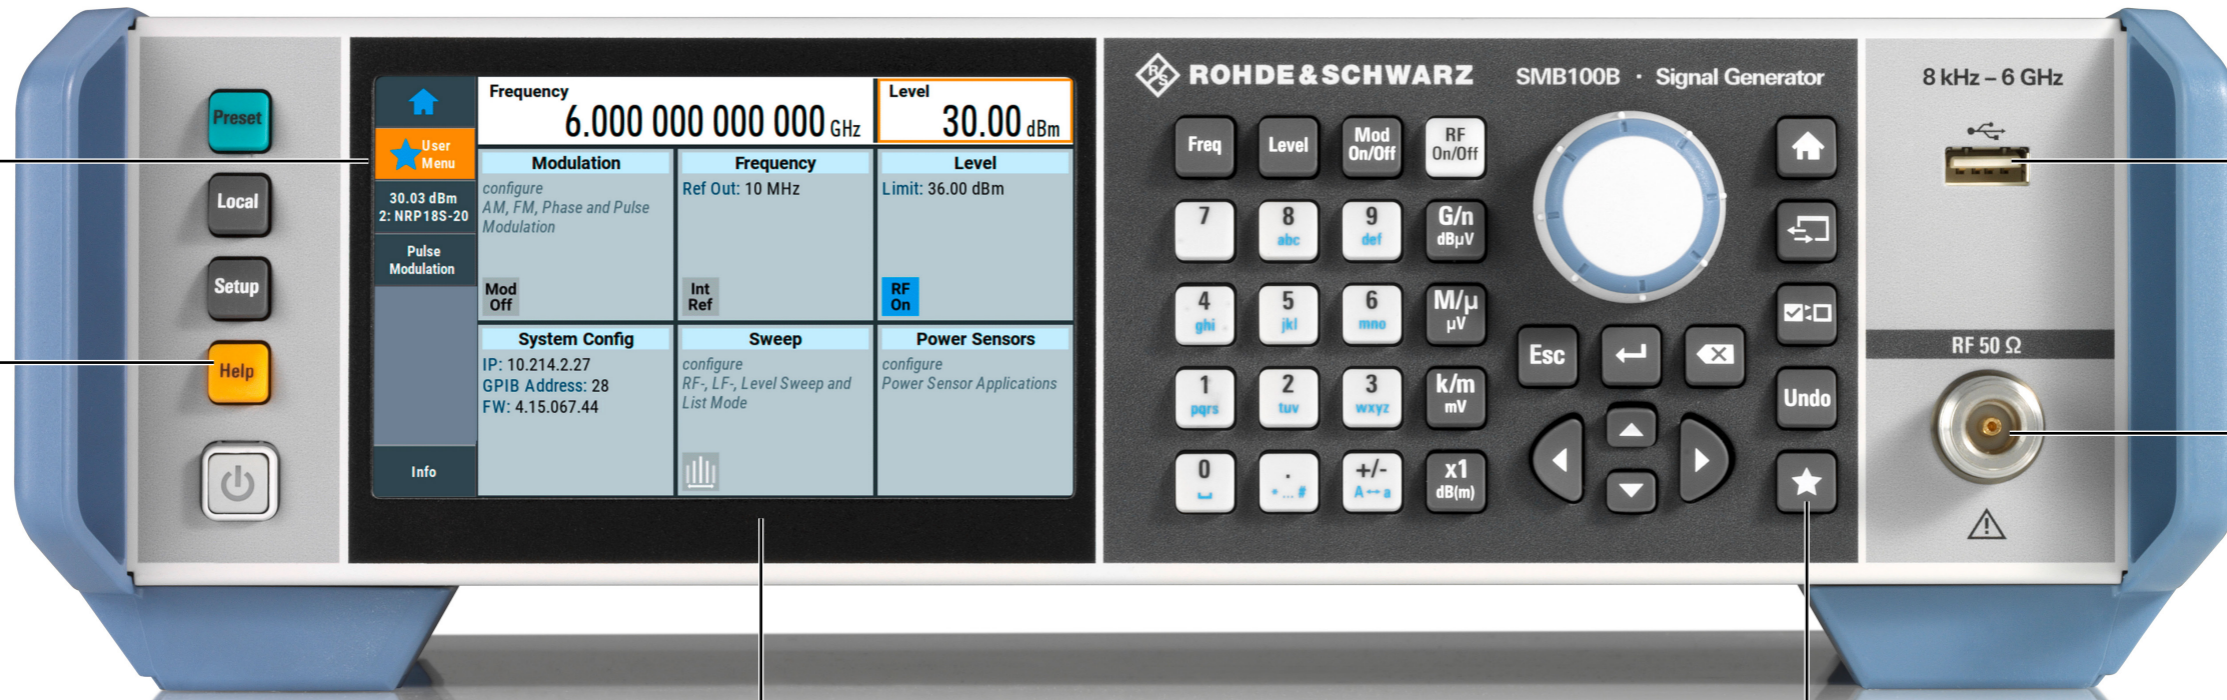 Preset
Local
Setup
Help
User
Menu
30.03 dBm
2: NRP18S-20
Pulse
Modulation
Info
Frequency
6.000 000 000 000 GHz
Level
30.00 dBm
Modulation
configure
AM, FM, Phase and Pulse
Modulation
Mod
Off
Frequency
Ref Out: 10 MHz
Int
Ref
Level
Limit: 36.00 dBm
RF
On
System Config
IP: 10.214.2.27
GPIB Address: 28
FW: 4.15.067.44
Sweep
configure
RF-, LF-, Level Sweep and
List Mode
Power Sensors
configure
Power Sensor Applications
R&S
ROHDE&SCHWARZ
SMB100B · Signal Generator
Freq
Level
Mod
On/Off
RF
On/Off
7
8
abc
9
def
G/n
dBµV
4
ghi
5
jkl
6
mno
M/µ
µV
1
pqrs
2
tuv
3
wxyz
k/m
mV
0
.
* ... #
+/-
A↔a
x1
dB(m)
Esc
Undo
8 kHz – 6 GHz
RF 50 Ω